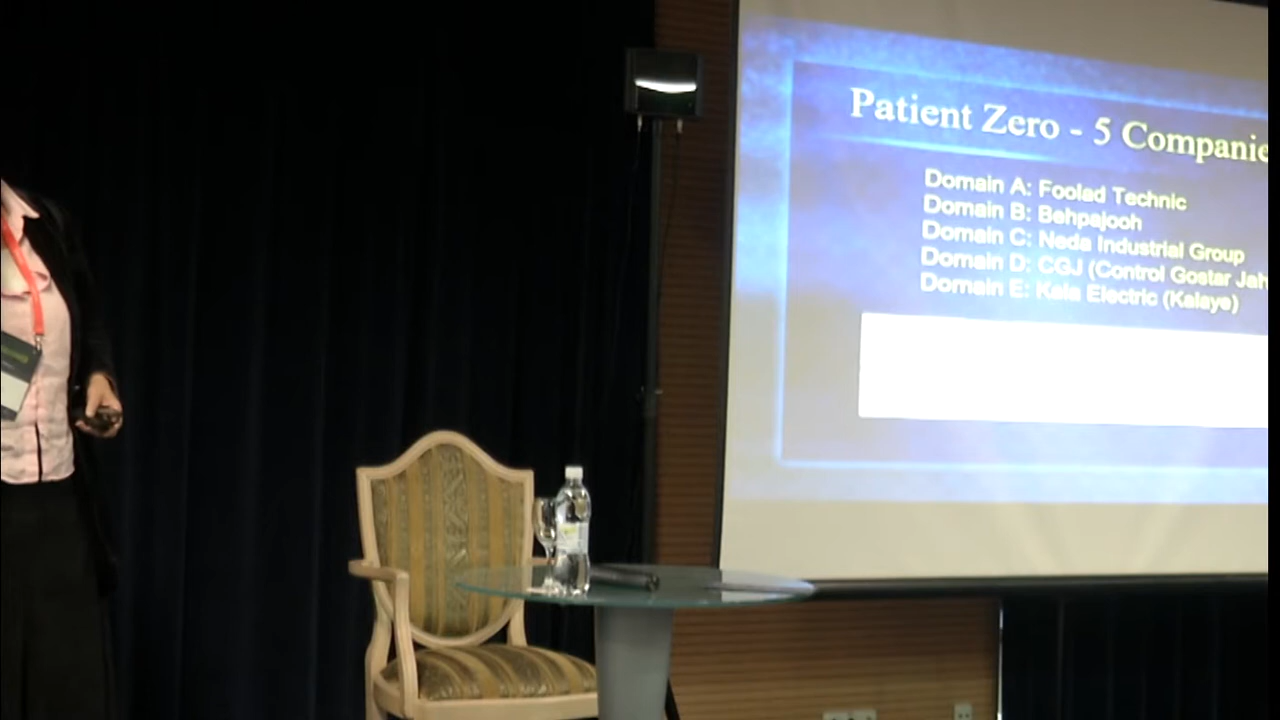 Patient Zero - 5 Companie
Domain A: Foolad Technic
Domain B: Behpajooh
Domain C: Neda Industrial Group
Domain D: CGJ (Control Gostar Jah
Domain E: Kala Electric (Kalaye)